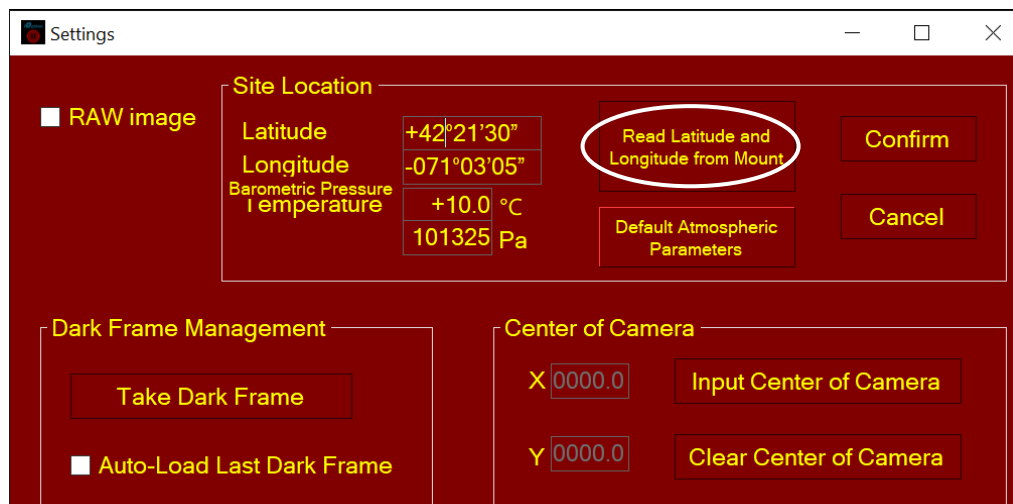 Settings
Site Location
RAW image
Latitude +42°21'30”
Longitude -071°03'05”
Barometric Pressure
Temperature +10.0 °C
101325 Pa
Read Latitude and
Longitude from Mount
Default Atmospheric
Parameters
Confirm
Cancel
Dark Frame Management
Take Dark Frame
Auto-Load Last Dark Frame
Center of Camera
X 0000.0 Input Center of Camera
Y 0000.0 Clear Center of Camera